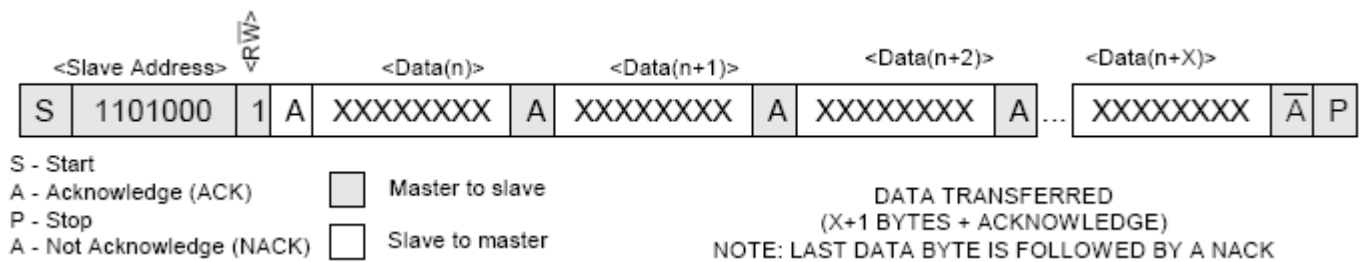 <RW̅>
<Slave Address> <Data(n)> <Data(n+1)> <Data(n+2)> <Data(n+X)>
S 1101000 1 A XXXXXXXX A XXXXXXXX A XXXXXXXX A ... XXXXXXXX A̅ P
S - Start
A - Acknowledge (ACK)
P - Stop
A - Not Acknowledge (NACK)
Master to slave
Slave to master
DATA TRANSFERRED
(X+1 BYTES + ACKNOWLEDGE)
NOTE: LAST DATA BYTE IS FOLLOWED BY A NACK